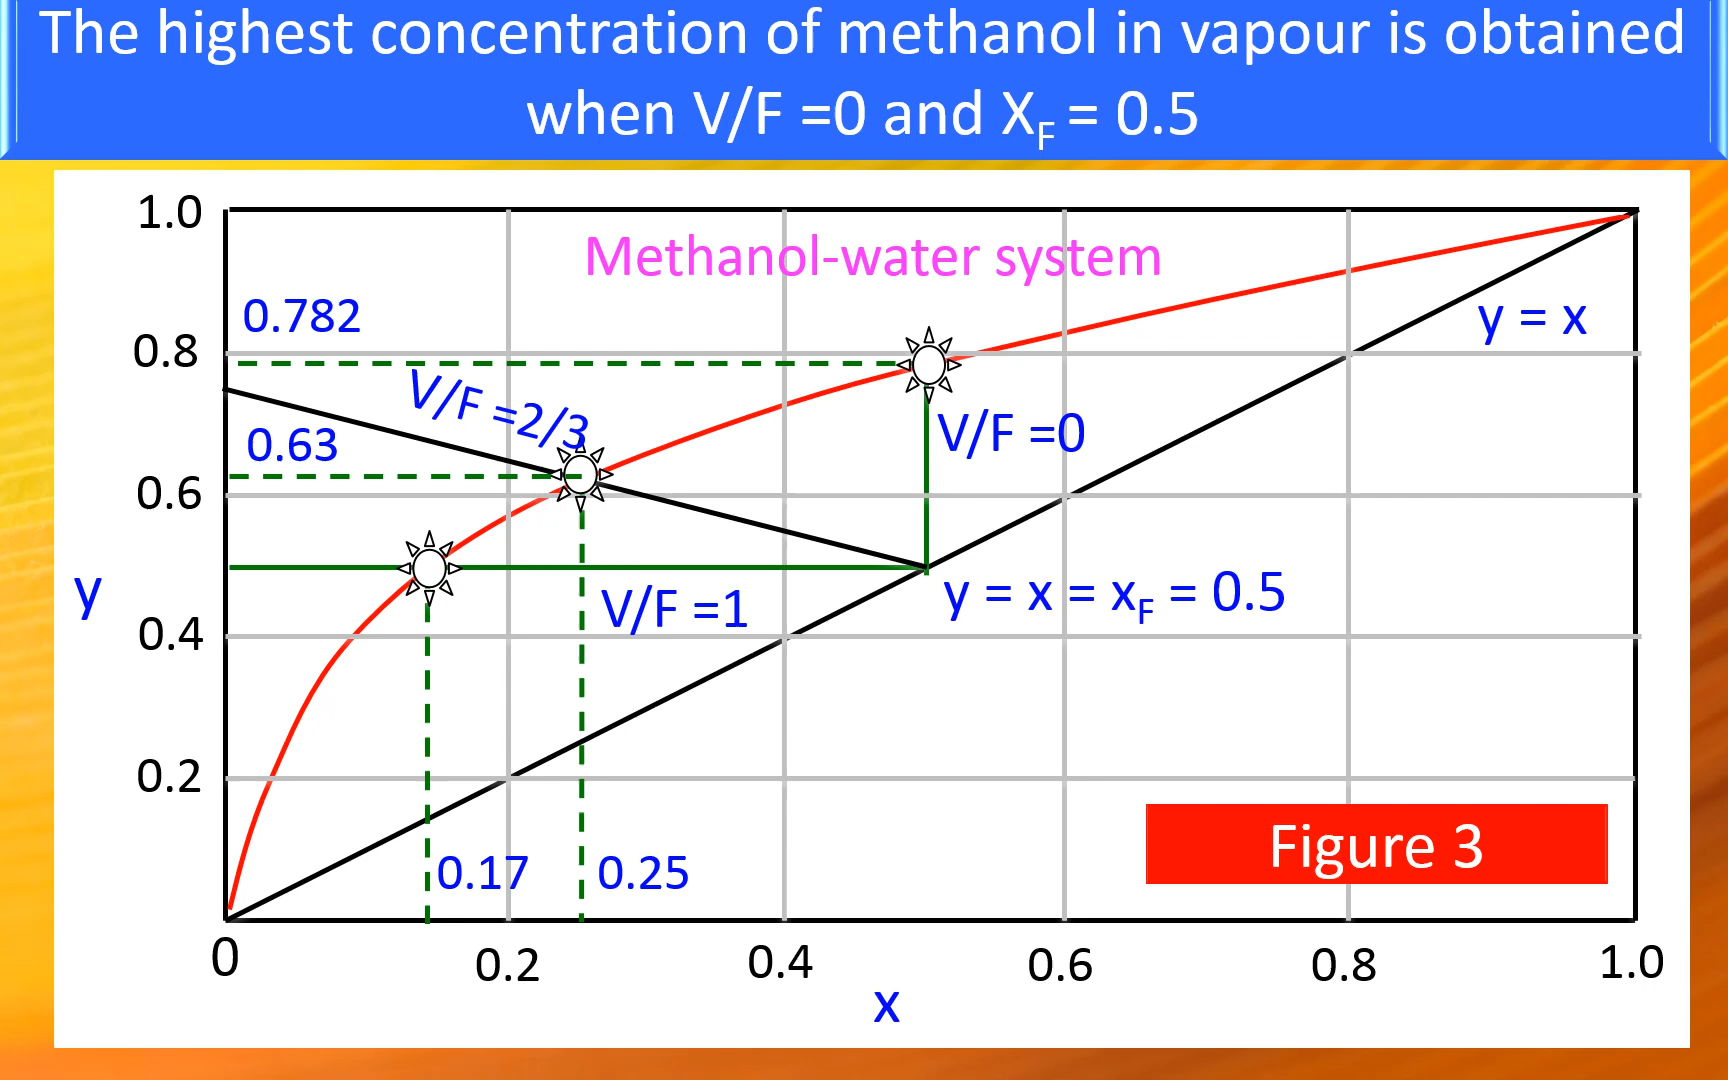 The highest concentration of methanol in vapour is obtained
when V/F =0 and XF = 0.5
1.0
Methanol-water system
0.782
y = x
0.8
V/F =2/3
0.63
V/F =0
0.6
y
V/F =1
y = x = xF = 0.5
0.4
0.2
0.17
0.25
Figure 3
0
0.2
0.4
0.6
0.8
1.0
x